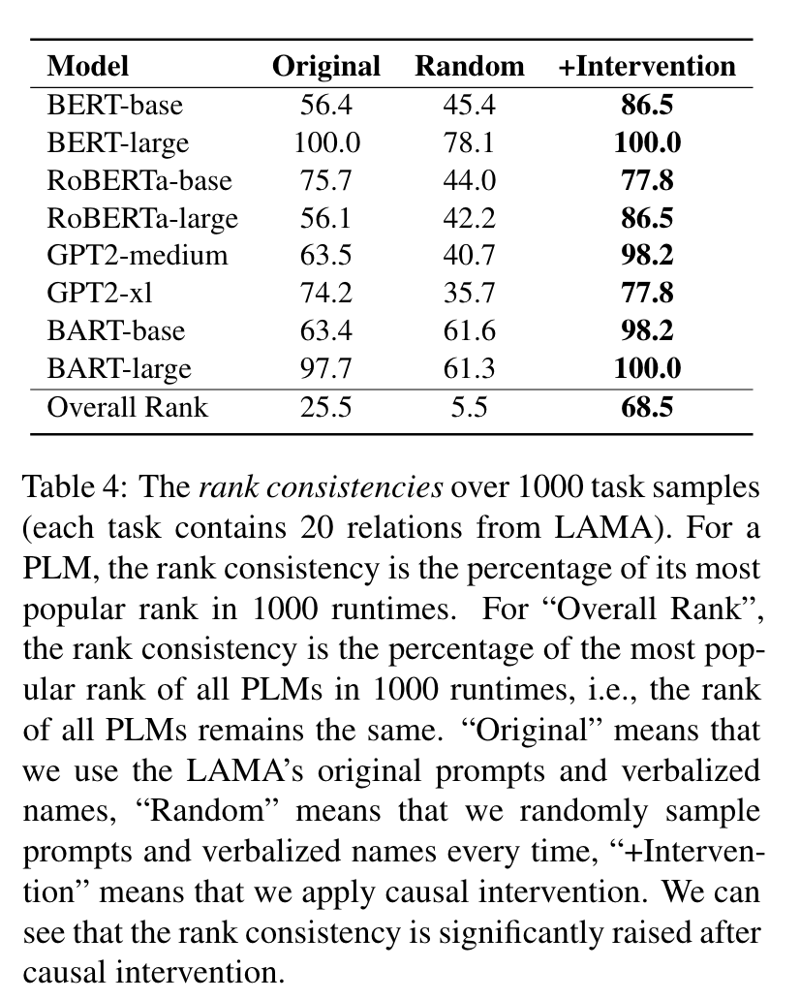 Model Original Random +Intervention
BERT-base 56.4 45.4 86.5
BERT-large 100.0 78.1 100.0
RoBERTa-base 75.7 44.0 77.8
RoBERTa-large 56.1 42.2 86.5
GPT2-medium 63.5 40.7 98.2
GPT2-xl 74.2 35.7 77.8
BART-base 63.4 61.6 98.2
BART-large 97.7 61.3 100.0
Overall Rank 25.5 5.5 68.5
Table 4: The rank consistencies over 1000 task samples
(each task contains 20 relations from LAMA). For a
PLM, the rank consistency is the percentage of its most
popular rank in 1000 runtimes. For “Overall Rank”,
the rank consistency is the percentage of the most pop-
ular rank of all PLMs in 1000 runtimes, i.e., the rank
of all PLMs remains the same. “Original” means that
we use the LAMA’s original prompts and verbalized
names, “Random” means that we randomly sample
prompts and verbalized names every time, “+Interven-
tion” means that we apply causal intervention. We can
see that the rank consistency is significantly raised after
causal intervention.